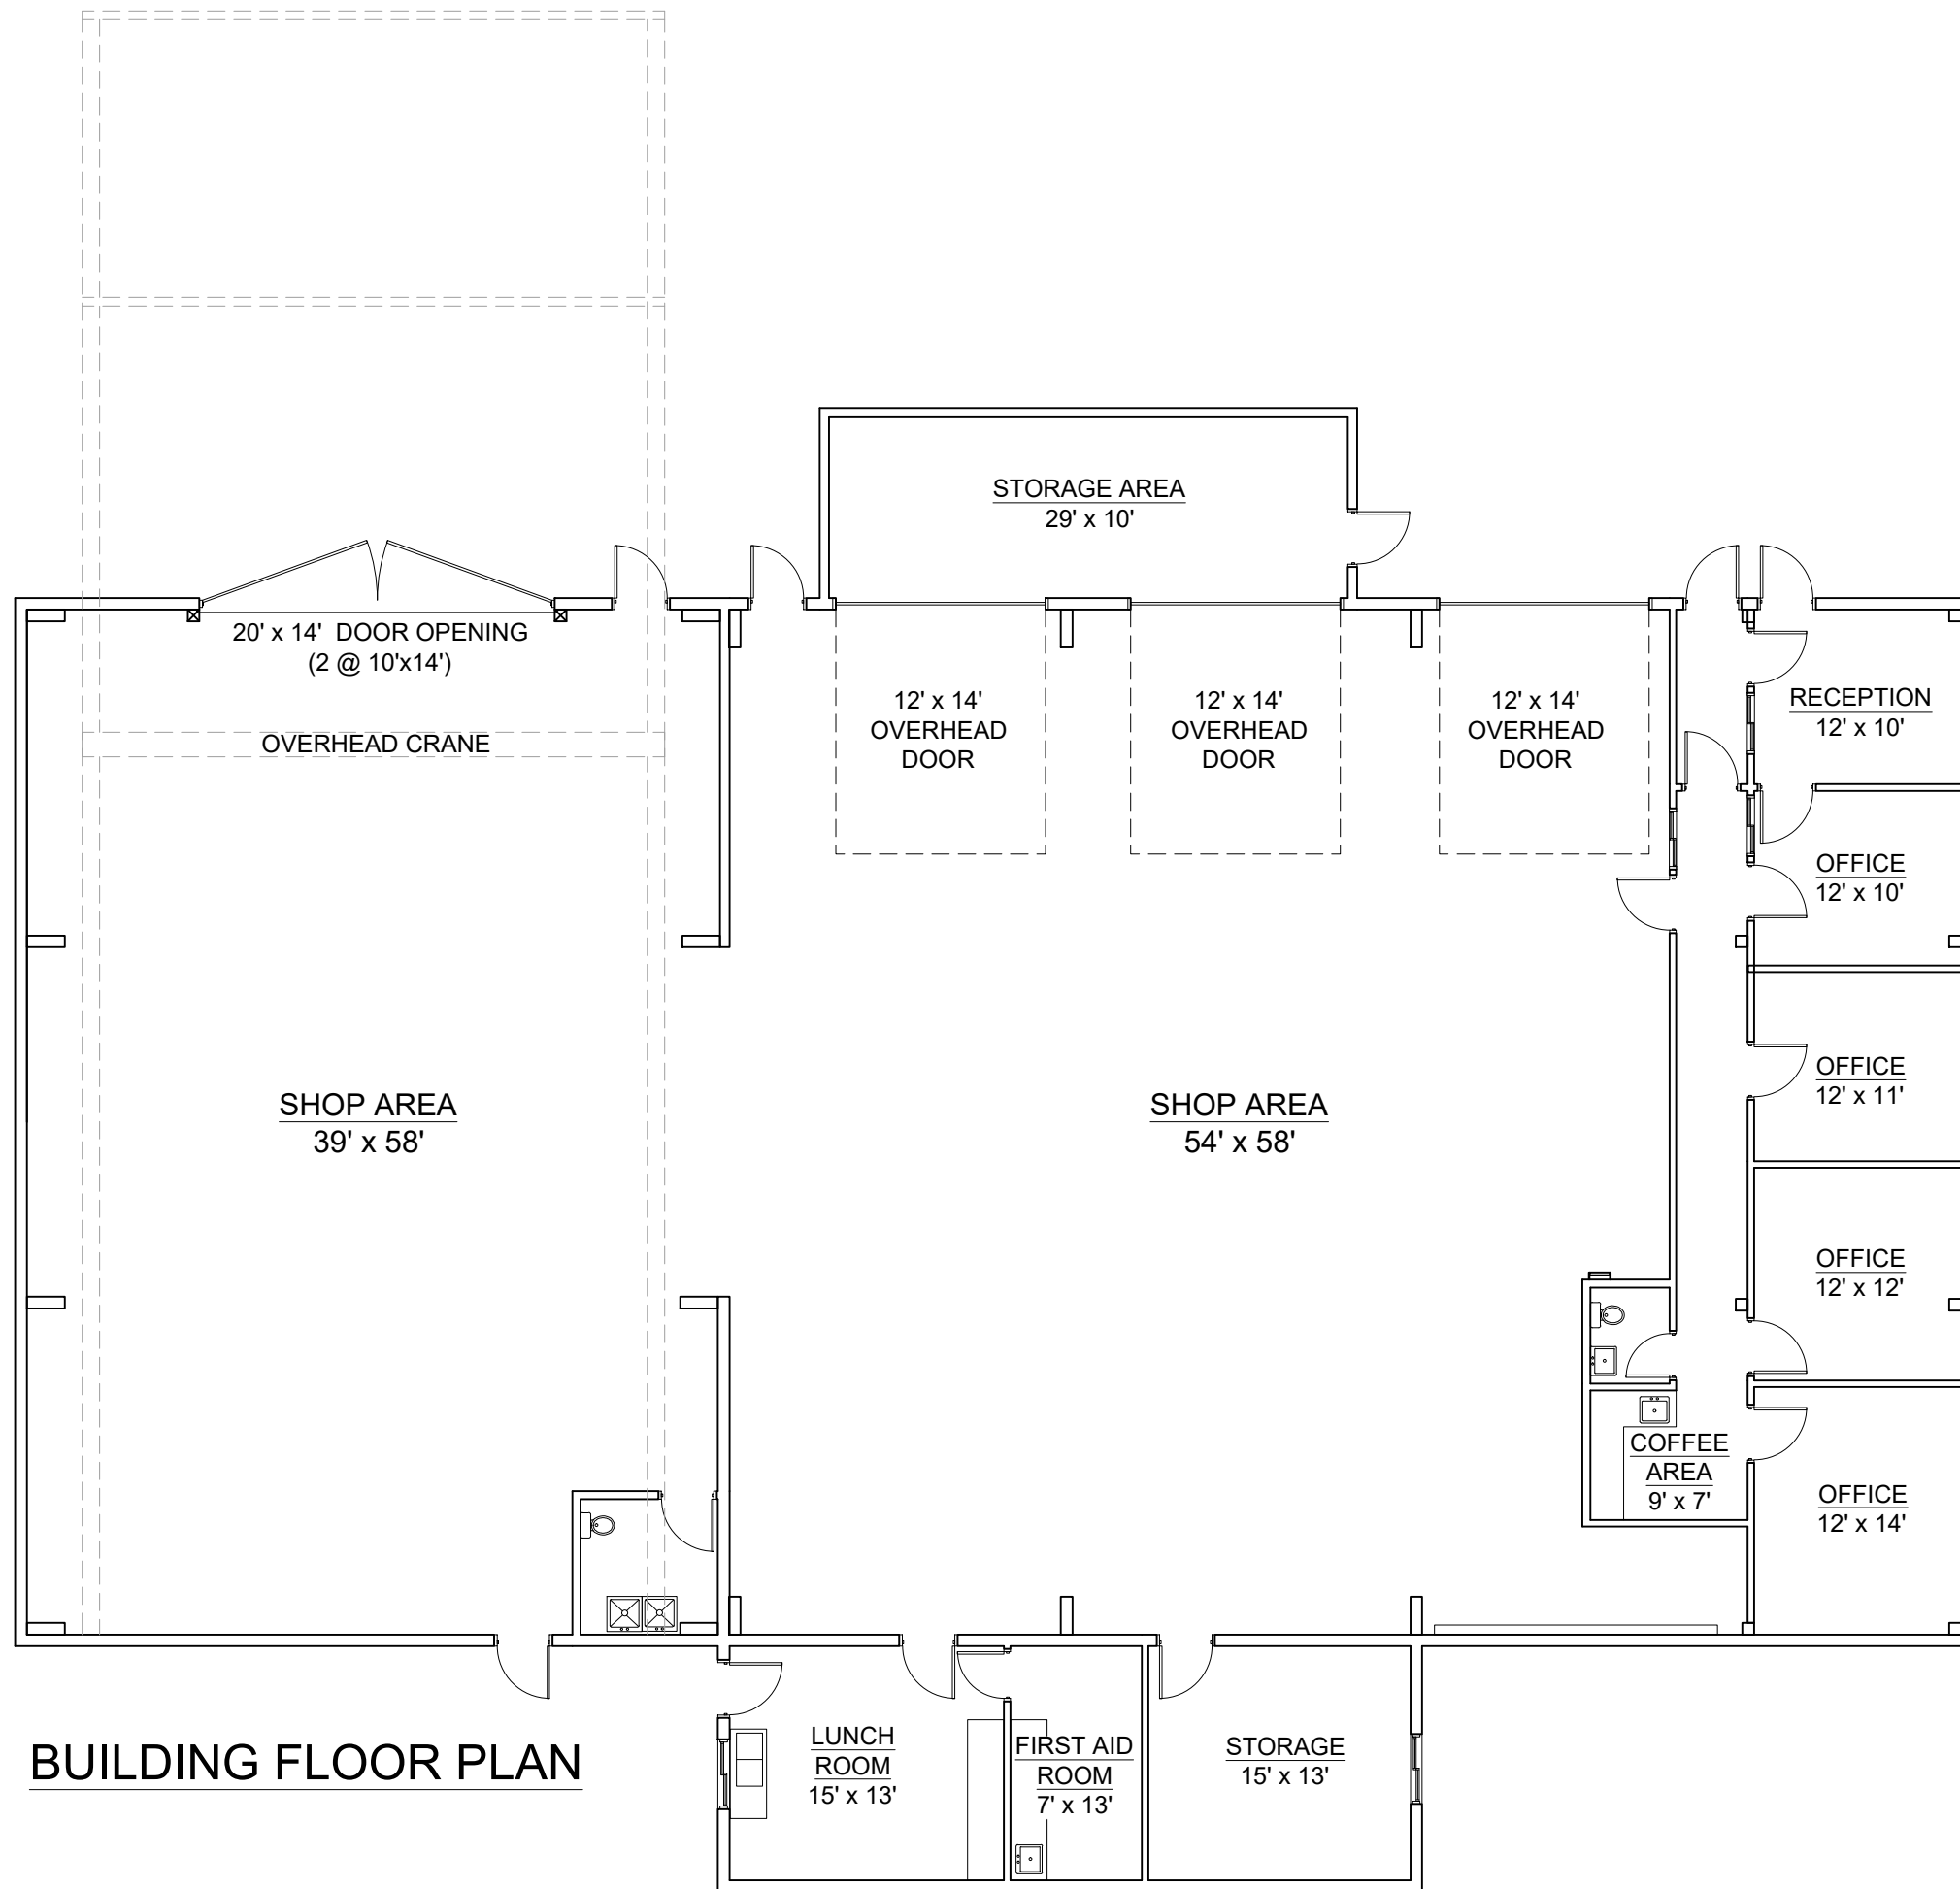 STORAGE AREA
29' x 10'
20' x 14'  DOOR OPENING
(2 @ 10'x14')
OVERHEAD CRANE
12' x 14'
OVERHEAD
DOOR
12' x 14'
OVERHEAD
DOOR
12' x 14'
OVERHEAD
DOOR
RECEPTION
12' x 10'
OFFICE
12' x 10'
OFFICE
12' x 11'
SHOP AREA
39' x 58'
SHOP AREA
54' x 58'
OFFICE
12' x 12'
COFFEE
AREA
9' x 7'
OFFICE
12' x 14'
BUILDING FLOOR PLAN
LUNCH
ROOM
15' x 13'
FIRST AID
ROOM
7' x 13'
STORAGE
15' x 13'